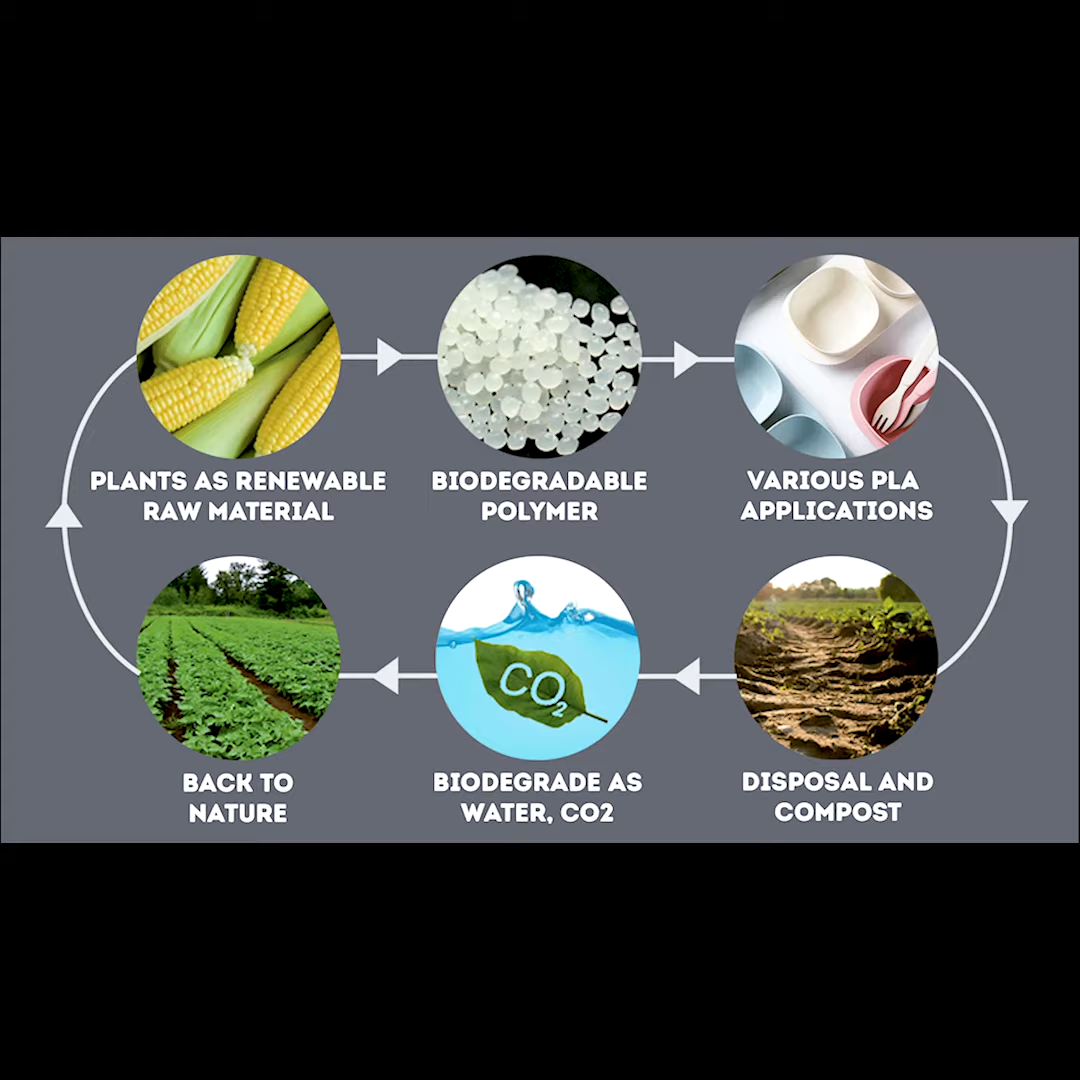 PLANTS AS RENEWABLE
RAW MATERIAL
BIODEGRADABLE
POLYMER
VARIOUS PLA
APPLICATIONS
CO2
BACK TO
NATURE
BIODEGRADE AS
WATER, CO2
DISPOSAL AND
COMPOST